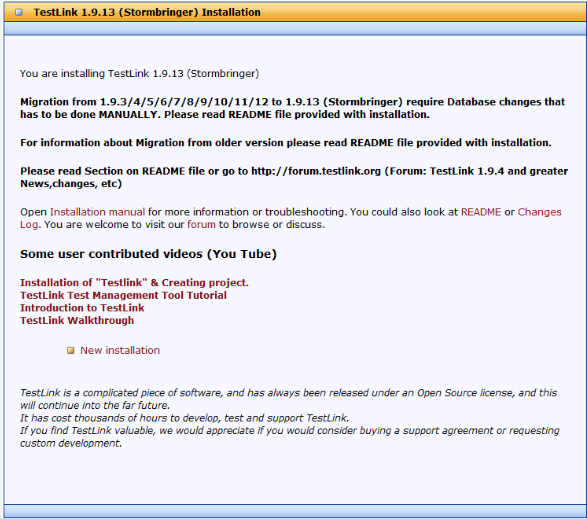 TestLink 1.9.13 (Stormbringer) Installation
You are installing TestLink 1.9.13 (Stormbringer)
Migration from 1.9.3/4/5/6/7/8/9/10/11/12 to 1.9.13 (Stormbringer) require Database changes that
has to be done MANUALLY. Please read README file provided with installation.
For information about Migration from older version please read README file provided with installation.
Please read Section on README file or go to http://forum.testlink.org (Forum: TestLink 1.9.4 and greater
News,changes, etc)
Open Installation manual for more information or troubleshooting. You could also look at README or Changes
Log. You are welcome to visit our forum to browse or discuss.
Some user contributed videos (You Tube)
Installation of "Testlink" & Creating project.
TestLink Test Management Tool Tutorial
Introduction to TestLink
TestLink Walkthrough
New installation
TestLink is a complicated piece of software, and has always been released under an Open Source license, and this
will continue into the far future.
It has cost thousands of hours to develop, test and support TestLink.
If you find TestLink valuable, we would appreciate if you would consider buying a support agreement or requesting
custom development.